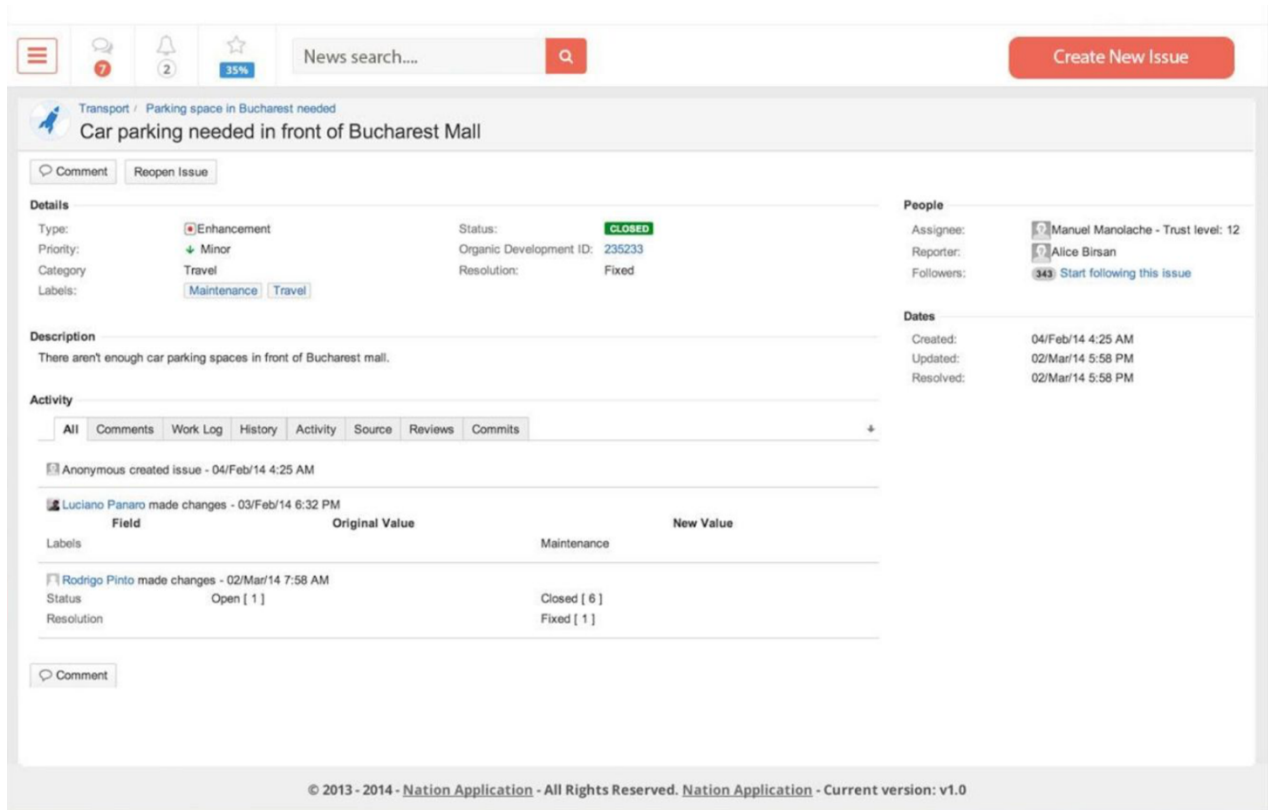 7
2
35%
News search....
Create New Issue
Transport / Parking space in Bucharest needed
Car parking needed in front of Bucharest Mall
Comment Reopen Issue
Details
Type: Enhancement Status: CLOSED
Priority: Minor Organic Development ID: 235233
Category Travel Resolution: Fixed
Labels: Maintenance Travel
People
Assignee: Manuel Manolache - Trust level: 12
Reporter: Alice Birsan
Followers: 343 Start following this issue
Dates
Created: 04/Feb/14 4:25 AM
Updated: 02/Mar/14 5:58 PM
Resolved: 02/Mar/14 5:58 PM
Description
There aren't enough car parking spaces in front of Bucharest mall.
Activity
All Comments Work Log History Activity Source Reviews Commits
Anonymous created issue - 04/Feb/14 4:25 AM
Luciano Panaro made changes - 03/Feb/14 6:32 PM
Field Original Value New Value
Labels Maintenance
Rodrigo Pinto made changes - 02/Mar/14 7:58 AM
Status Open [ 1 ] Closed [ 6 ]
Resolution Fixed [ 1 ]
Comment
© 2013 - 2014 - Nation Application - All Rights Reserved. Nation Application - Current version: v1.0